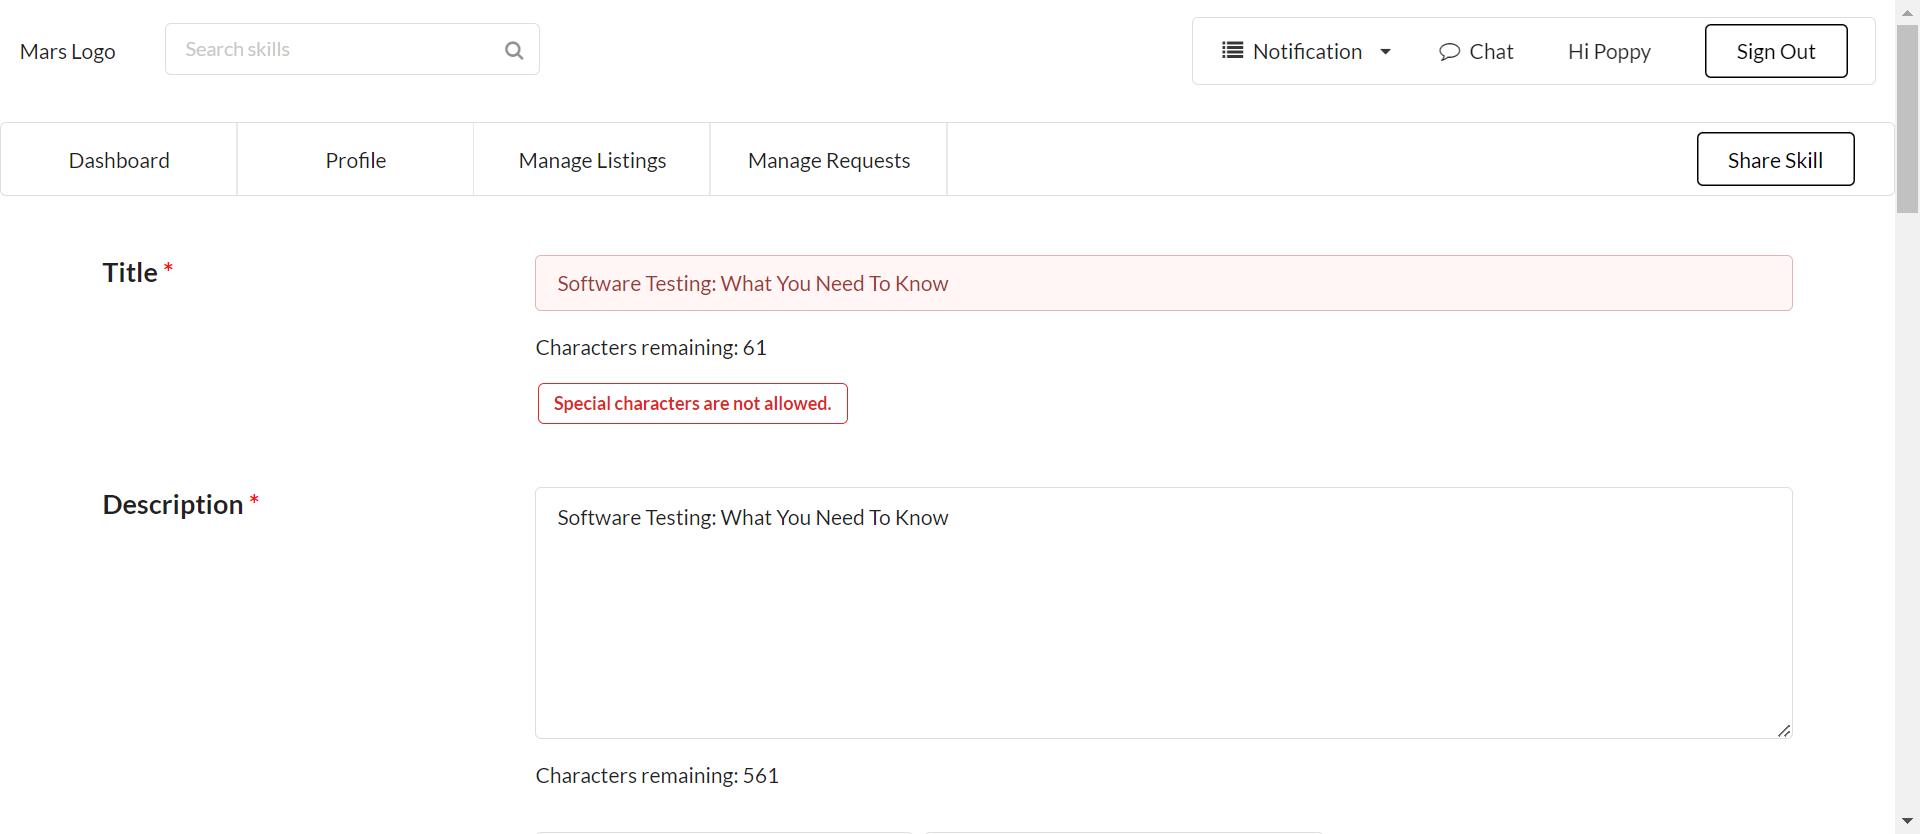 Mars Logo
Search skills
Notification
Chat
Hi Poppy
Sign Out
Dashboard
Profile
Manage Listings
Manage Requests
Share Skill
Title *
Software Testing: What You Need To Know
Characters remaining: 61
Special characters are not allowed.
Description *
Software Testing: What You Need To Know
Characters remaining: 561